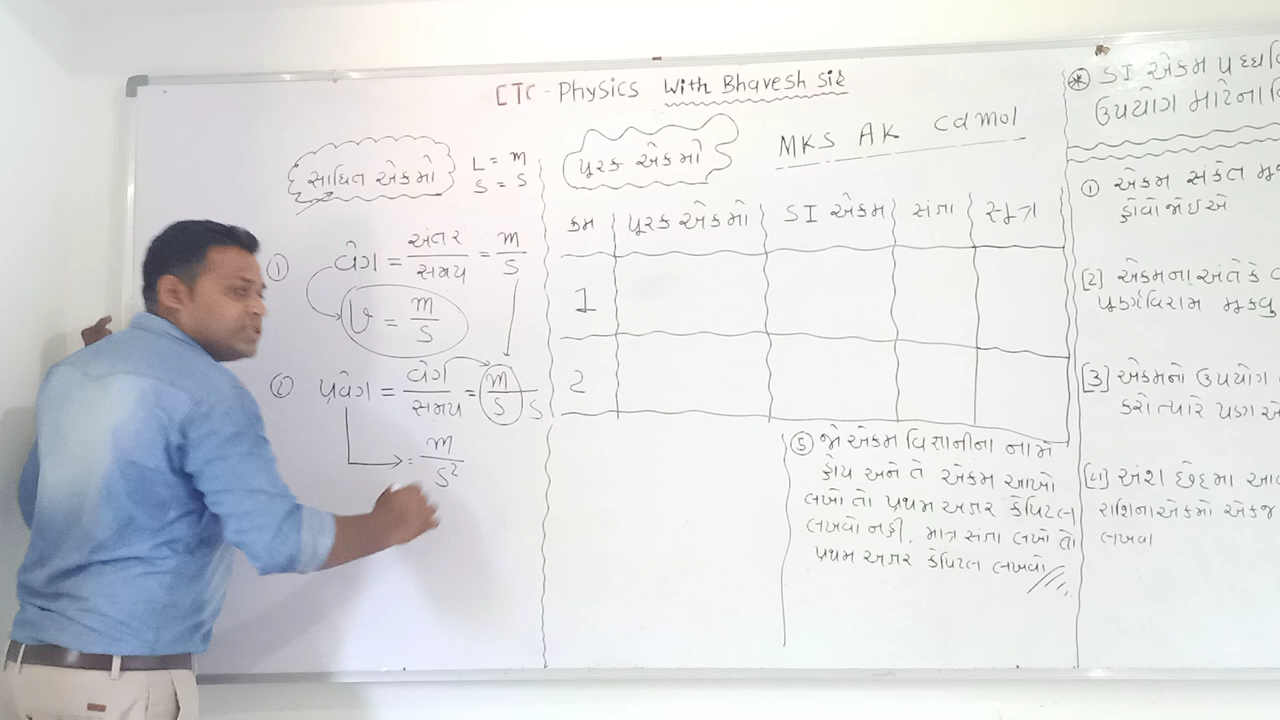 CTC - Physics With Bhavesh Sir
સાધિત એકમો
L = m
S = S
① વેગ = અંતર / સમય = m / S
v = m / S
② પ્રવેગ = વેગ / સમય = m / S / S
= m / S²
પૂરક એકમો
MKS AK Cd mol
ક્રમ પૂરક એકમો SI એકમ સંજ્ઞા સૂત્ર
1
2
⑤ જો એકમ વિજ્ઞાનીના નામે
હોય અને તે એકમ આખો
લખો તો પ્રથમ અક્ષર કેપિટલ
લખવો નહી. માત્ર સંજ્ઞા લખો તો
પ્રથમ અક્ષર કેપિટલ લખવો
* SI એકમ પધ્ધતિ
ઉપયોગ માટેના
① એકમ સંકેત
હોવો જોઈએ
[2] એકમના અંતે કે
પૂર્ણવિરામ મૂકવુ
[3] એકમનો ઉપયોગ
કરો ત્યારે પણ
[4] અંશ છેદમા
રાશિના એકમો એકજ
લખવા